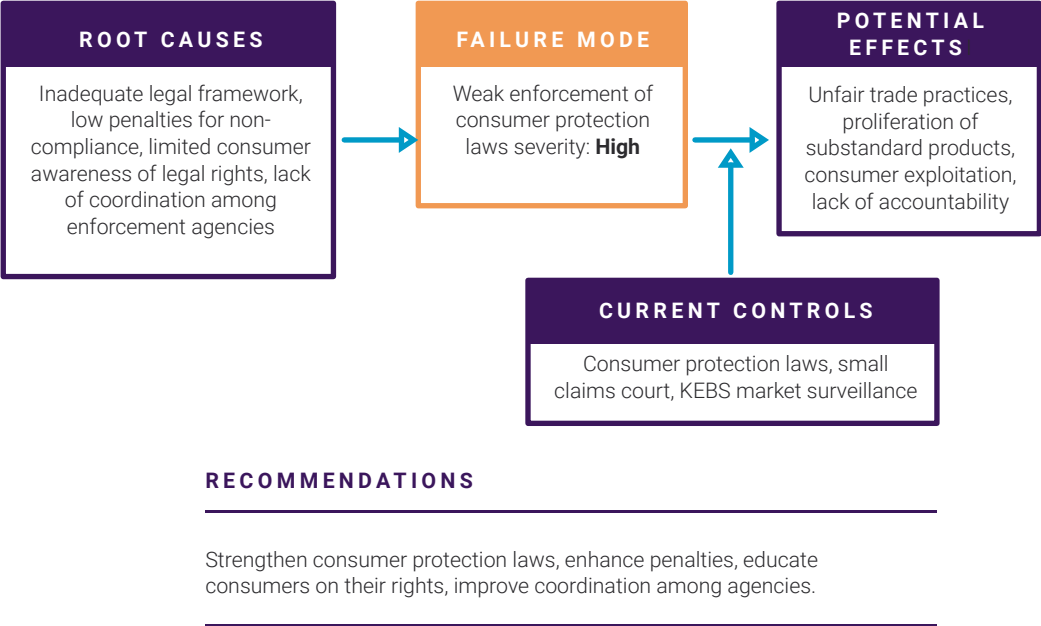 ROOT CAUSES
Inadequate legal framework,
low penalties for non-
compliance, limited consumer
awareness of legal rights, lack
of coordination among
enforcement agencies
FAILURE MODE
Weak enforcement of
consumer protection
laws severity: High
POTENTIAL
EFFECTS
Unfair trade practices,
proliferation of
substandard products,
consumer exploitation,
lack of accountability
CURRENT CONTROLS
Consumer protection laws, small
claims court, KEBS market surveillance
RECOMMENDATIONS
Strengthen consumer protection laws, enhance penalties, educate
consumers on their rights, improve coordination among agencies.